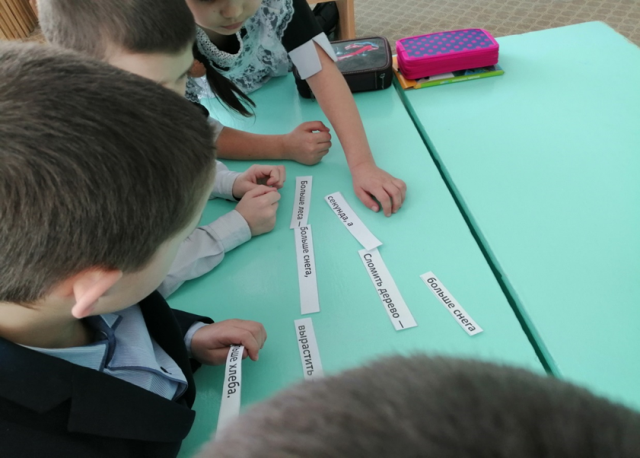 Больше леса –
больше снега,
секунда, а
Сломить дерево –
больше снега
вырастить
хлеба.